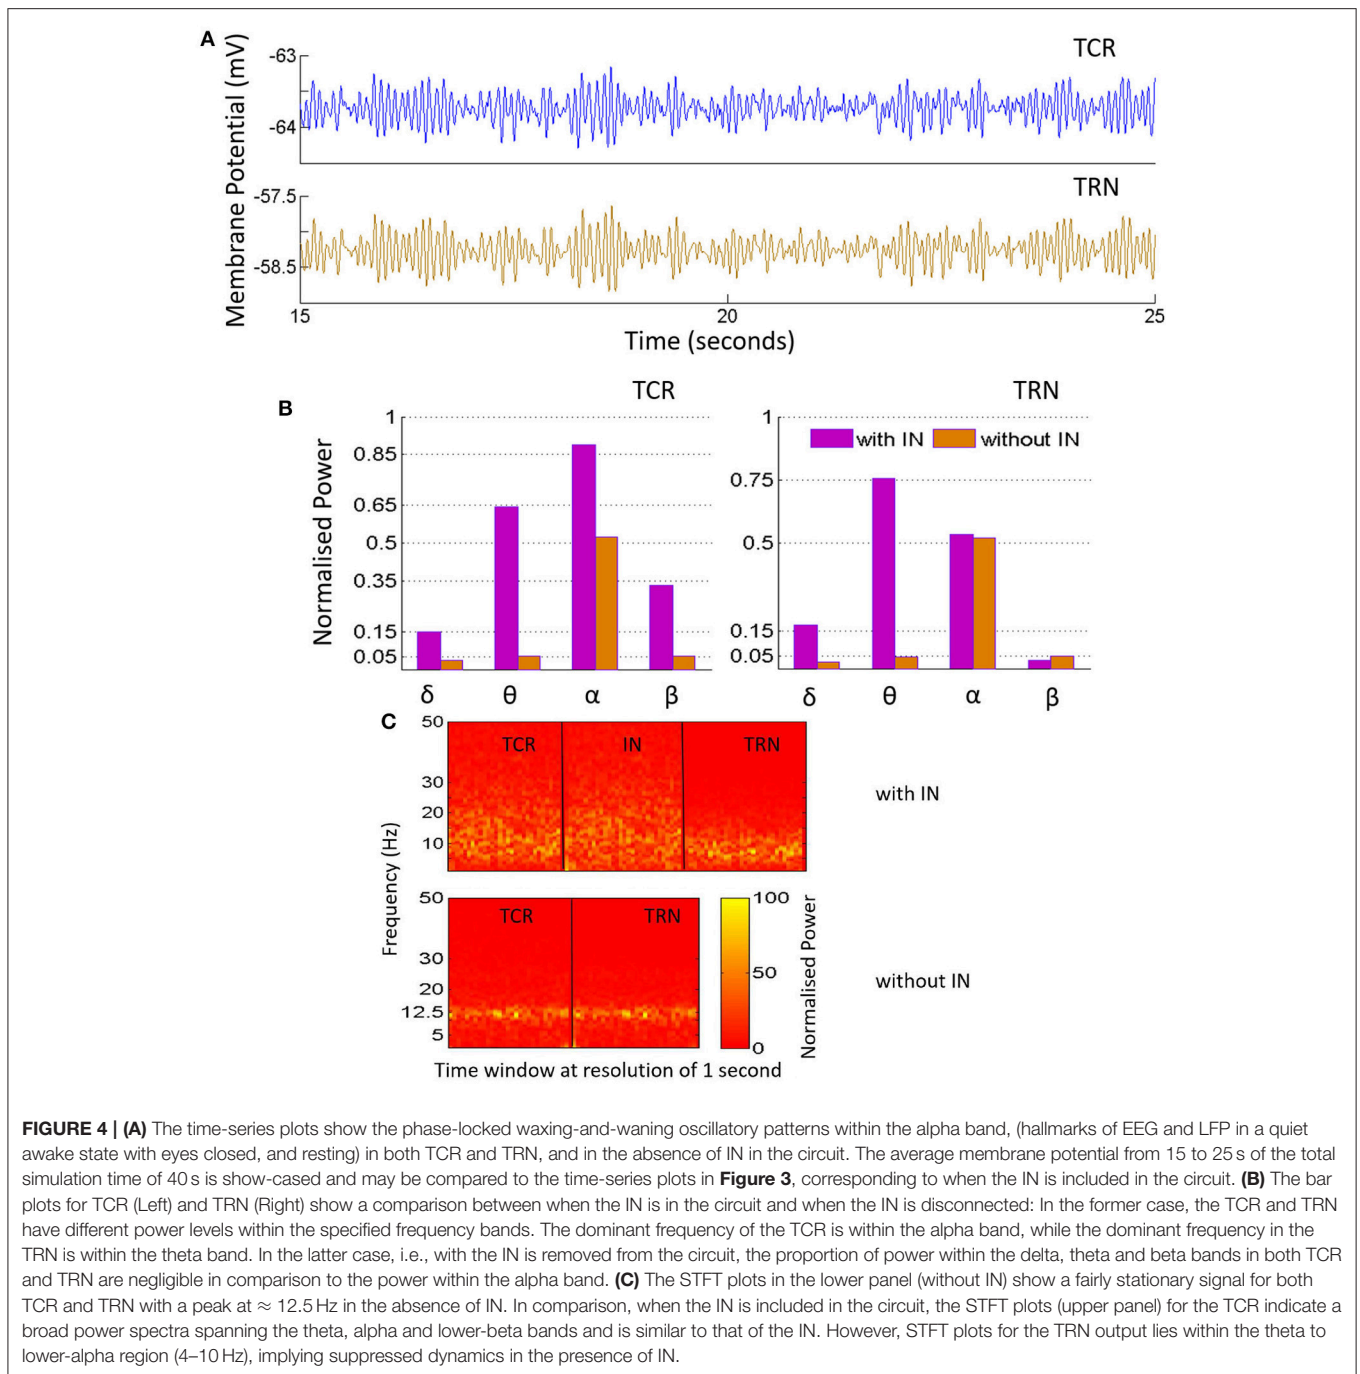 A
TCR
Membrane Potential (mV)
-63
-64
TRN
-57.5
-58.5
15
20
25
Time (seconds)
B
TCR
TRN
Normalised Power
1
0.85
0.65
0.5
0.35
0.15
0.05
δ
θ
α
β
1
0.75
0.5
0.15
0.05
with IN
without IN
δ
θ
α
β
C
Frequency (Hz)
50
30
20
10
TCR
IN
TRN
with IN
50
30
20
12.5
5
TCR
TRN
100
50
0
Normalised Power
without IN
Time window at resolution of 1 second
FIGURE 4 | (A) The time-series plots show the phase-locked waxing-and-waning oscillatory patterns within the alpha band, (hallmarks of EEG and LFP in a quiet
awake state with eyes closed, and resting) in both TCR and TRN, and in the absence of IN in the circuit. The average membrane potential from 15 to 25 s of the total
simulation time of 40 s is show-cased and may be compared to the time-series plots in Figure 3, corresponding to when the IN is included in the circuit. (B) The bar
plots for TCR (Left) and TRN (Right) show a comparison between when the IN is in the circuit and when the IN is disconnected: In the former case, the TCR and TRN
have different power levels within the specified frequency bands. The dominant frequency of the TCR is within the alpha band, while the dominant frequency in the
TRN is within the theta band. In the latter case, i.e., with the IN is removed from the circuit, the proportion of power within the delta, theta and beta bands in both TCR
and TRN are negligible in comparison to the power within the alpha band. (C) The STFT plots in the lower panel (without IN) show a fairly stationary signal for both
TCR and TRN with a peak at ≈ 12.5 Hz in the absence of IN. In comparison, when the IN is included in the circuit, the STFT plots (upper panel) for the TCR indicate a
broad power spectra spanning the theta, alpha and lower-beta bands and is similar to that of the IN. However, STFT plots for the TRN output lies within the theta to
lower-alpha region (4–10 Hz), implying suppressed dynamics in the presence of IN.